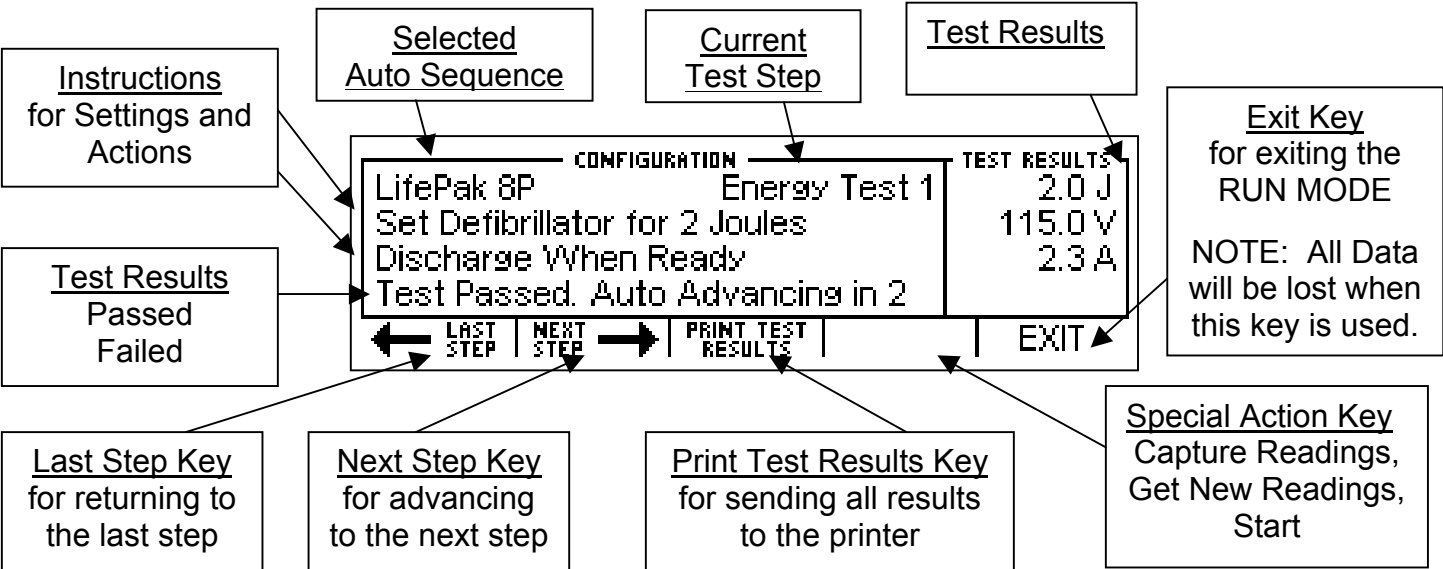 Selected
Auto Sequence
Current
Test Step
Test Results
Instructions
for Settings and
Actions
Exit Key
for exiting the
RUN MODE
NOTE: All Data
will be lost when
this key is used.
CONFIGURATION
TEST RESULTS
LifePak 8P
Energy Test 1
2.0 J
Set Defibrillator for 2 Joules
115.0 V
Discharge When Ready
2.3 A
Test Passed. Auto Advancing in 2
Test Results
Passed
Failed
LAST
STEP
NEXT
STEP
PRINT TEST
RESULTS
EXIT
Last Step Key
for returning to
the last step
Next Step Key
for advancing
to the next step
Print Test Results Key
for sending all results
to the printer
Special Action Key
Capture Readings,
Get New Readings,
Start